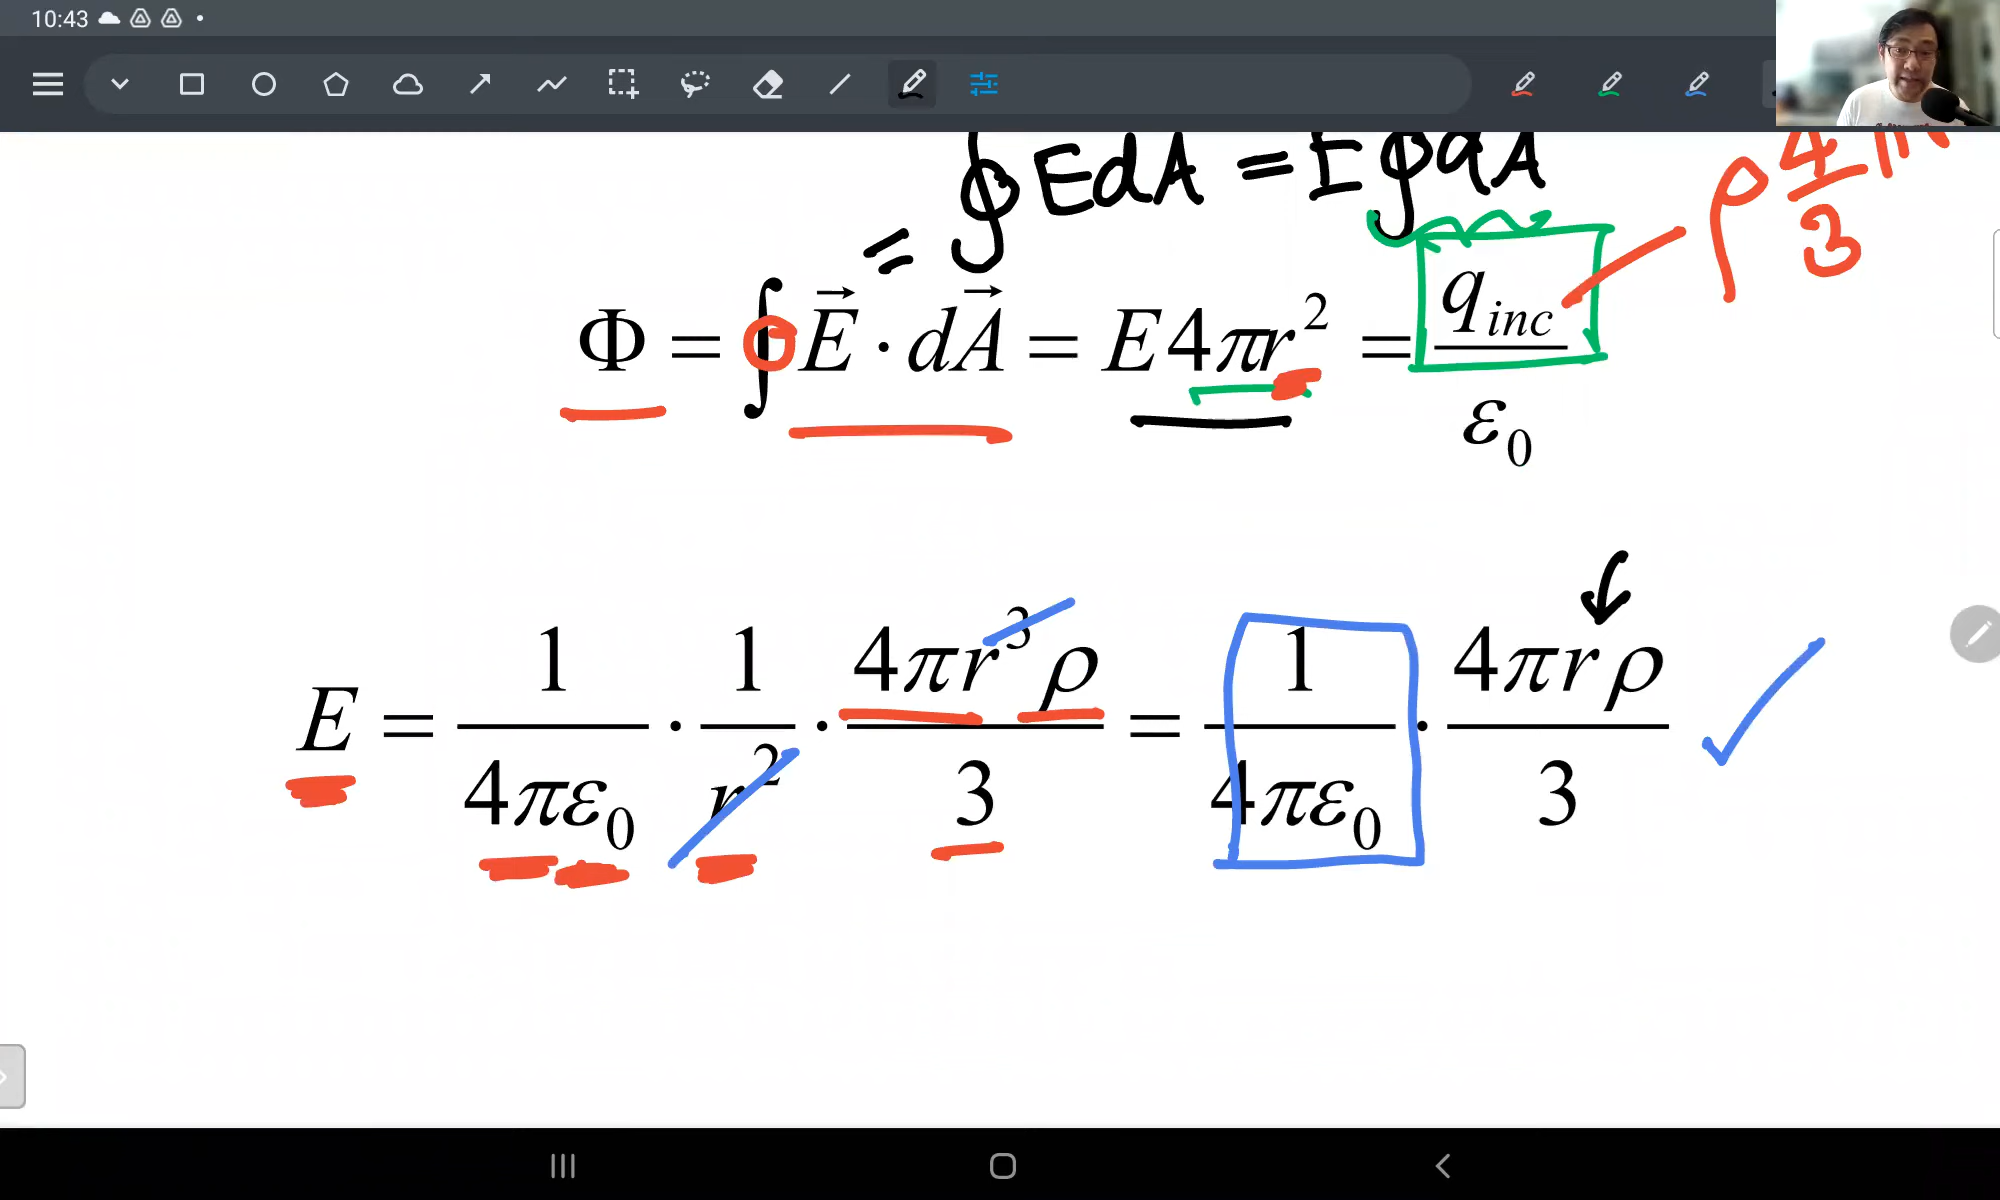 10:43
∮EdA = E∮dA
= 
ρ 4/3 π
Φ = ∮E⃗ · dA⃗ = E4πr² = q_inc/ε₀
E = 1/4πε₀ · 1/r² · 4πr³ρ/3 = 1/4πε₀ · 4πrρ/3